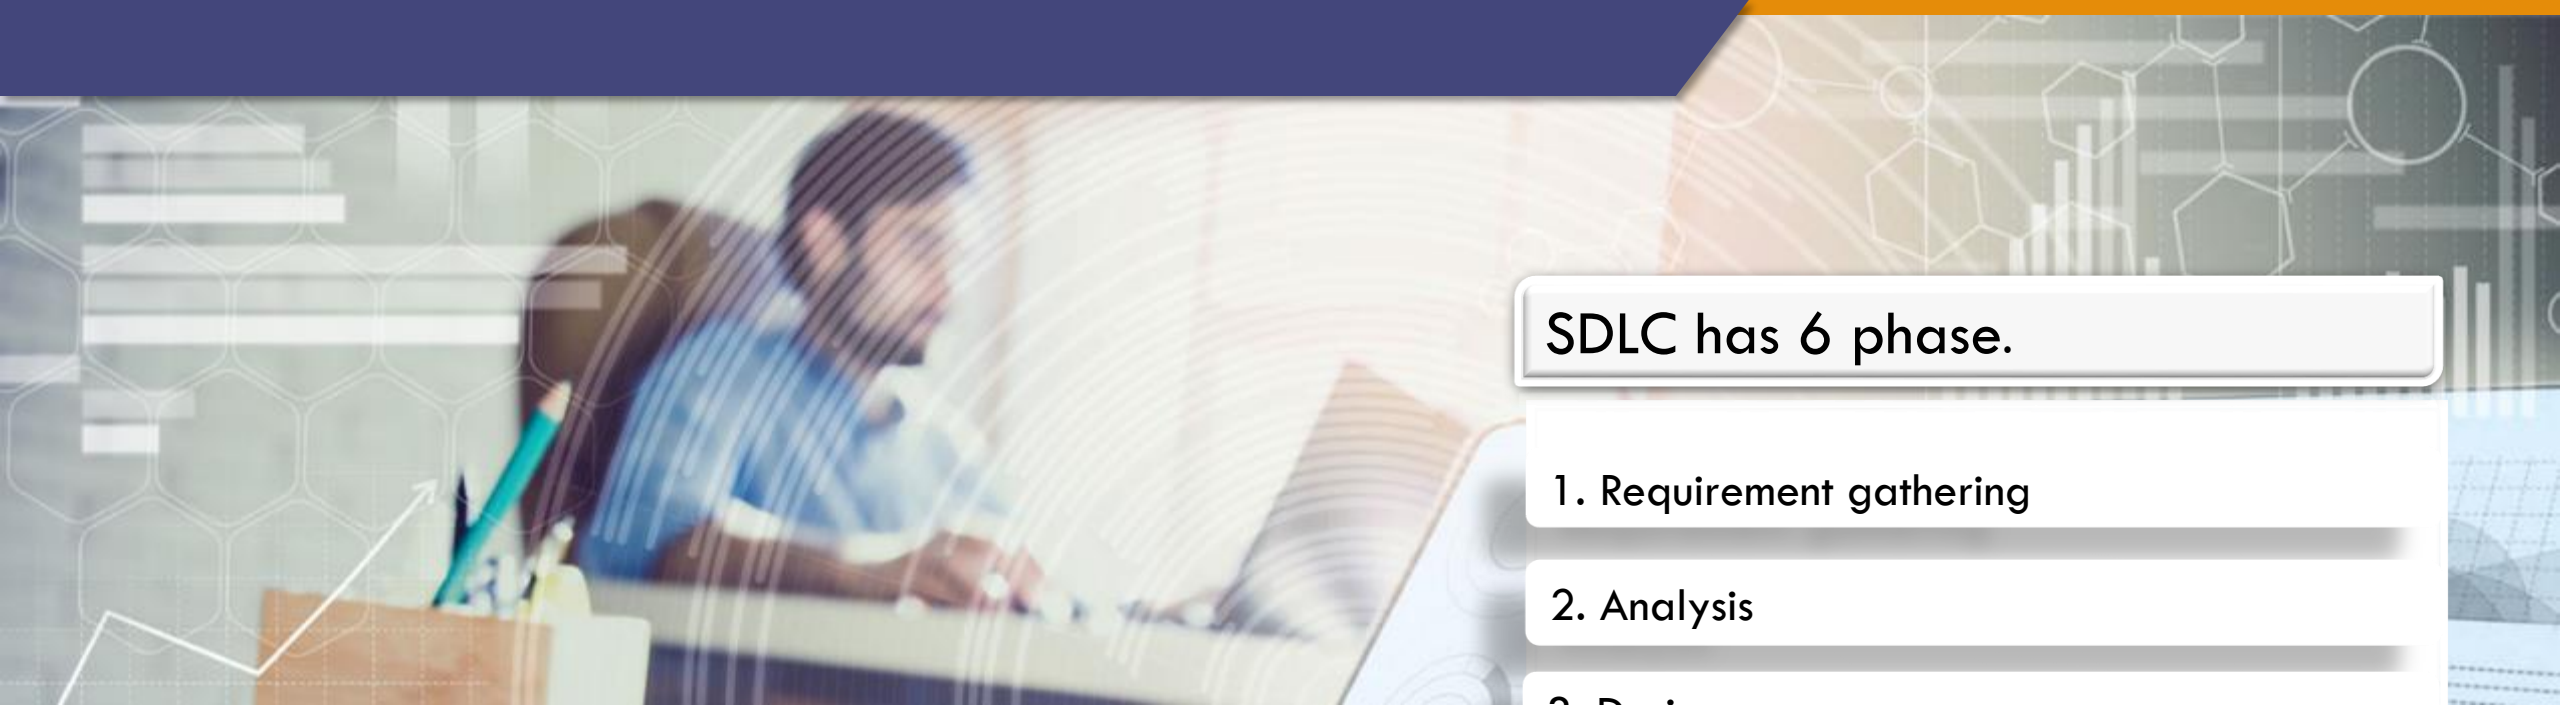 SDLC has 6 phase.
1. Requirement gathering
2. Analysis